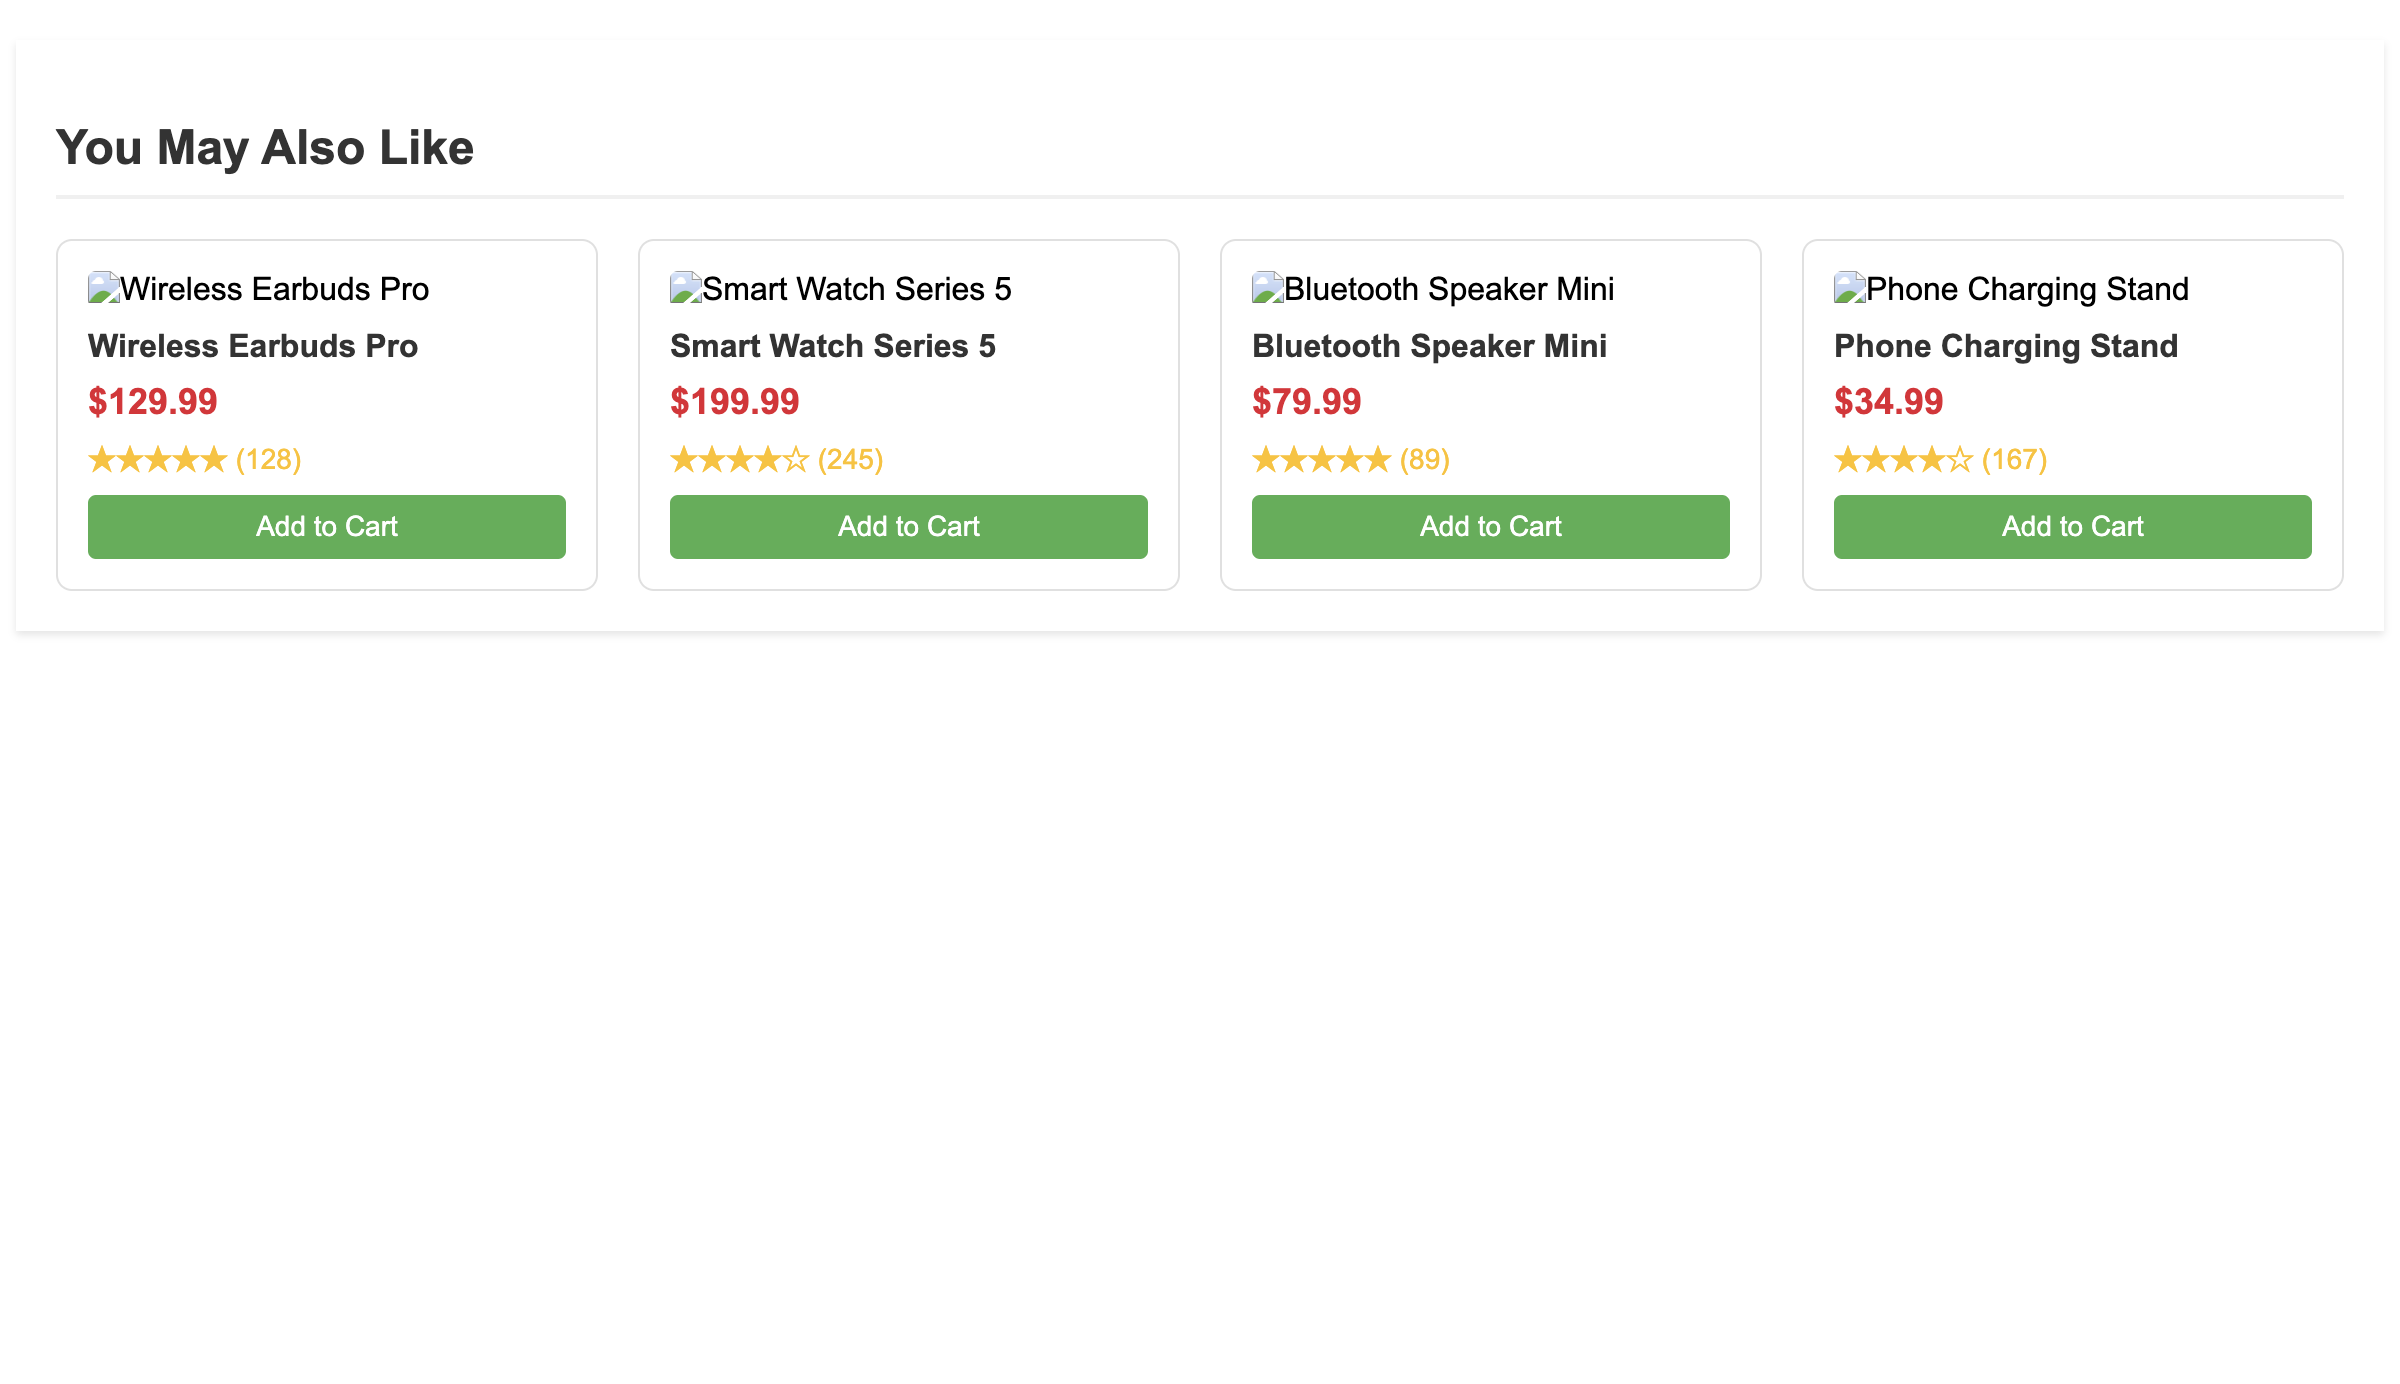 You May Also Like
Wireless Earbuds Pro
Wireless Earbuds Pro
$129.99
★★★★★ (128)
Add to Cart
Smart Watch Series 5
Smart Watch Series 5
$199.99
★★★★☆ (245)
Add to Cart
Bluetooth Speaker Mini
Bluetooth Speaker Mini
$79.99
★★★★★ (89)
Add to Cart
Phone Charging Stand
Phone Charging Stand
$34.99
★★★★☆ (167)
Add to Cart